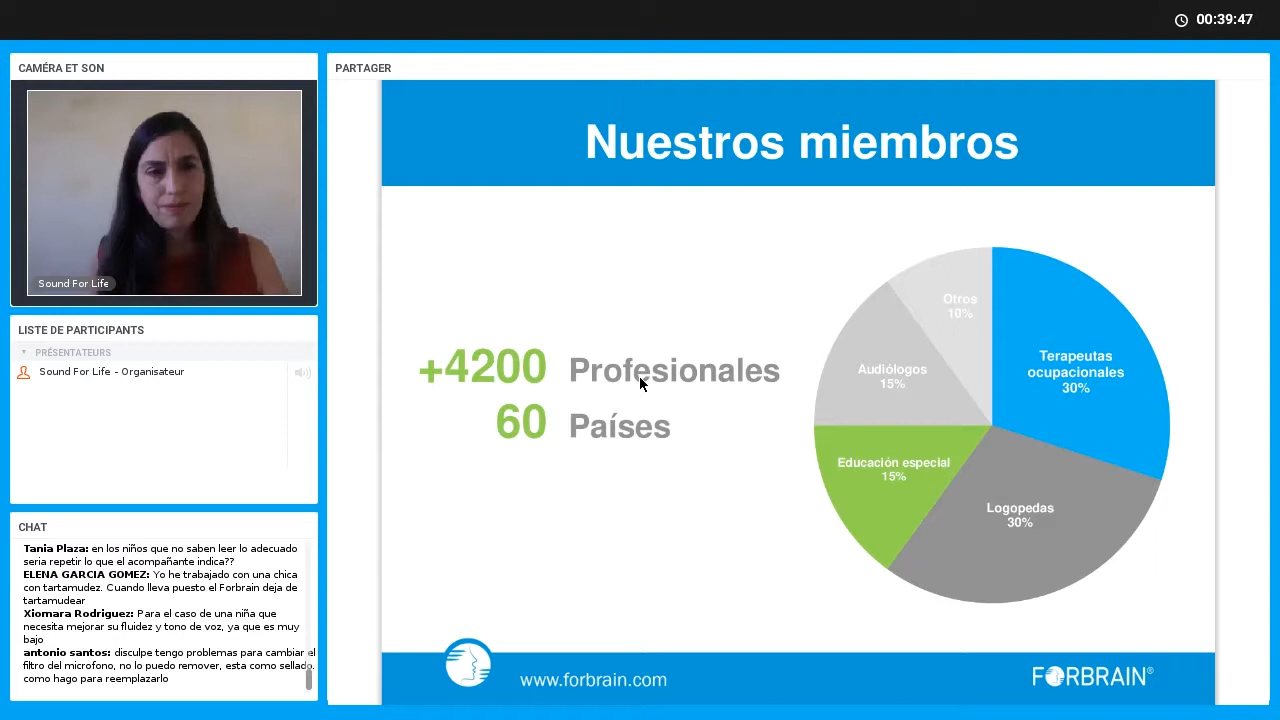 00:39:47
CAMÉRA ET SON
Sound For Life
LISTE DE PARTICIPANTS
PRÉSENTATEURS
Sound For Life - Organisateur
CHAT
Tania Plaza: en los niños que no saben leer lo adecuado
seria repetir lo que el acompañante indica??
ELENA GARCIA GOMEZ: Yo he trabajado con una chica
con tartamudez. Cuando lleva puesto el Forbrain deja de
tartamudear
Xiomara Rodriguez: Para el caso de una niña que
necesita mejorar su fluidez y tono de voz, ya que es muy
bajo
antonio santos: disculpe tengo problemas para cambiar el
filtro del microfono, no lo puedo remover, esta como sellado.
como hago para reemplazarlo
PARTAGER
Nuestros miembros
+4200 Profesionales
60 Países
Otros
10%
Terapeutas
ocupacionales
30%
Audiólogos
15%
Educación especial
15%
Logopedas
30%
www.forbrain.com
FORBRAIN®